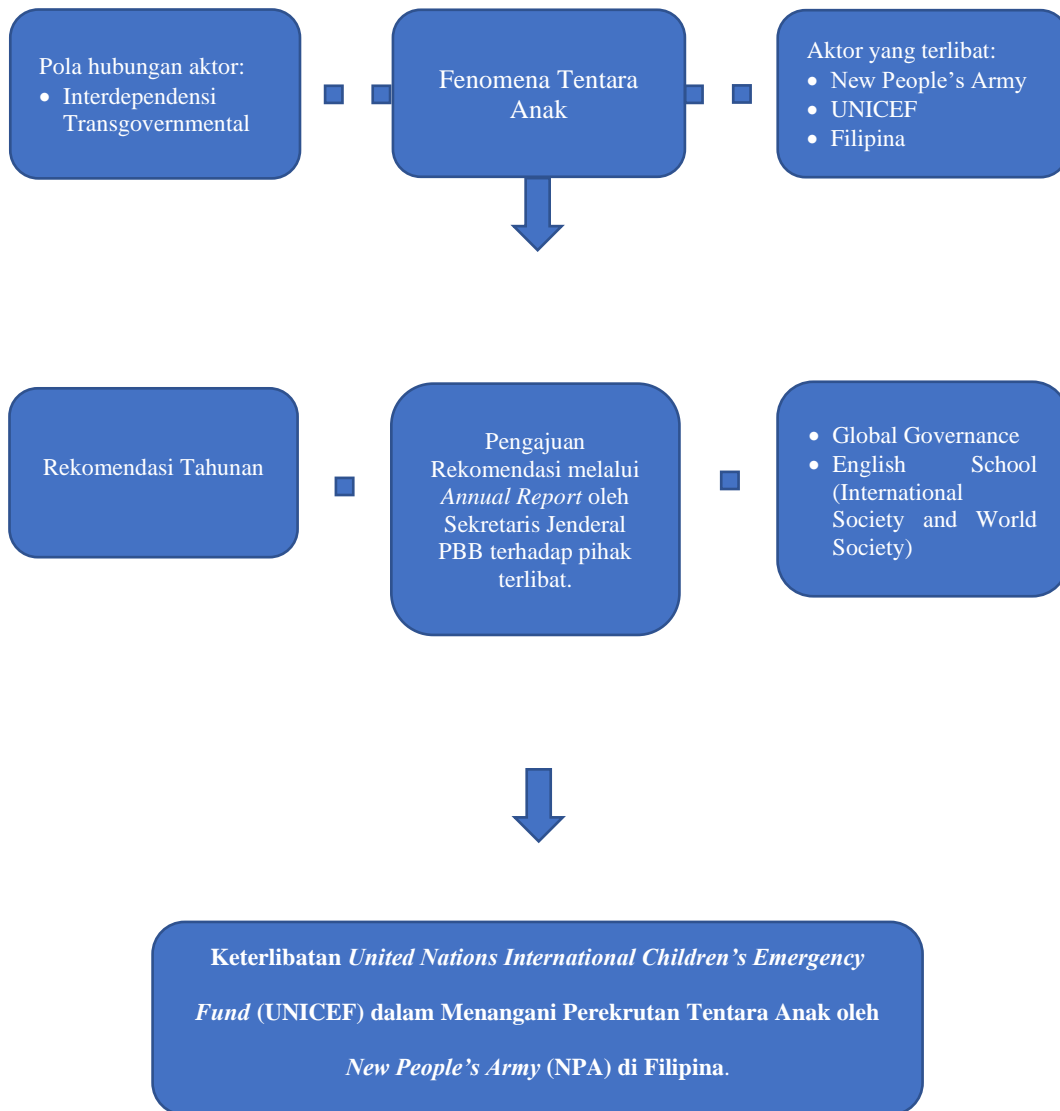 Pola hubungan aktor:
• Interdependensi
Transgovernmental
Fenomena Tentara
Anak
Aktor yang terlibat:
• New People's Army
• UNICEF
• Filipina
Rekomendasi Tahunan
Pengajuan
Rekomendasi melalui
Annual Report oleh
Sekretaris Jenderal
PBB terhadap pihak
terlibat.
• Global Governance
• English School
(International
Society and World
Society)
Keterlibatan United Nations International Children's Emergency
Fund (UNICEF) dalam Menangani Perekrutan Tentara Anak oleh
New People's Army (NPA) di Filipina.